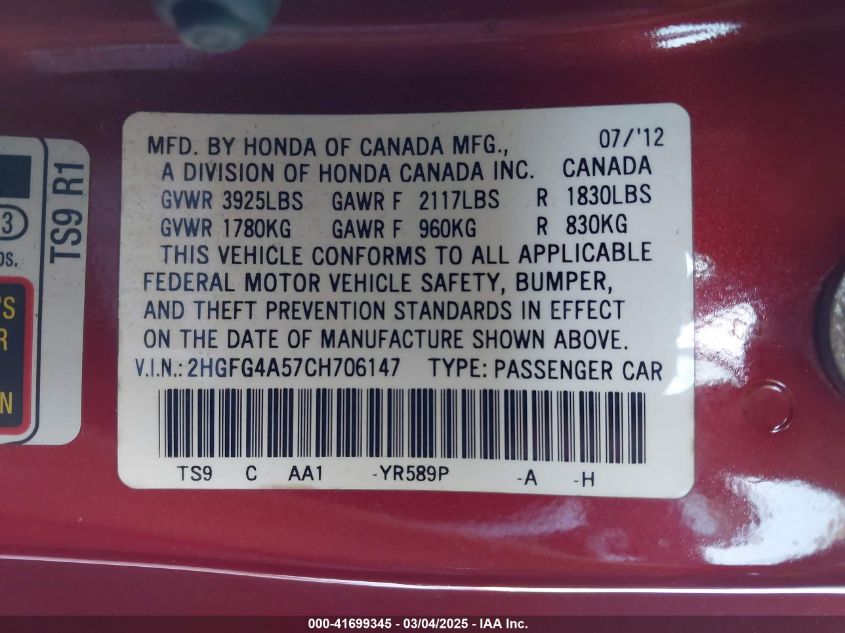 MFD. BY HONDA OF CANADA MFG., 07/'12
A DIVISION OF HONDA CANADA INC. CANADA
GVWR 3925LBS GAWR F 2117LBS R 1830LBS
GVWR 1780KG GAWR F 960KG R 830KG
THIS VEHICLE CONFORMS TO ALL APPLICABLE
FEDERAL MOTOR VEHICLE SAFETY, BUMPER,
AND THEFT PREVENTION STANDARDS IN EFFECT
ON THE DATE OF MANUFACTURE SHOWN ABOVE.
V.I.N.: 2HGFG4A57CH706147 TYPE: PASSENGER CAR
TS9 C AA1 -YR589P -A -H
TS9 R1
3
OS.
'S
R
N
000-41699345 - 03/04/2025 - IAA Inc.